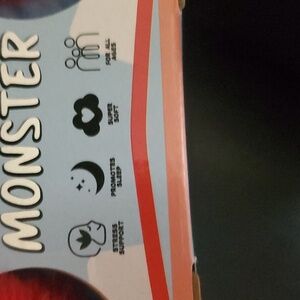 MONSTER
FOR ALL
AGES
SUPER
SOFT
PROMOTES
SLEEP
STRESS
SUPPORT